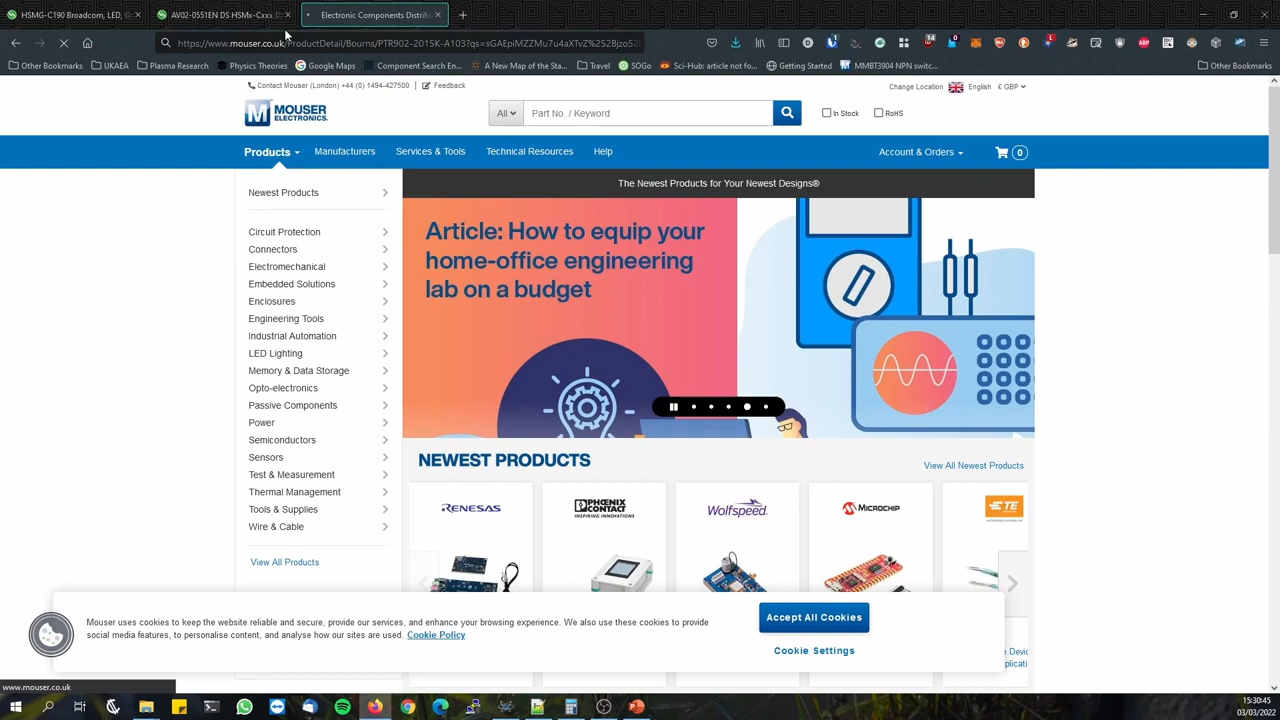 HSMG-C190 Broadcom, LED, G
AV02-0551EN DS HSMx-Cxxx 09
Electronic Components Distribu
https://www.mouser.co.uk/ProductDetail/Bourns/PTR902-2015K-A103?qs=sGAEpiMZZMu7u4aXTvZ%252Bjzo52l
Other Bookmarks
UKAEA
Plasma Research
Physics Theories
Google Maps
Component Search En...
A New Map of the Sta...
Travel
SOGo
Sci-Hub: acerci por th...
Getting Started
MMBT3904 NPN switc...
Other Bookmarks
Contact Mouser (London) +44 (0) 1494-427500 | Feedback
Change Location English £ GBP
MOUSER
ELECTRONICS.
All Part No. / Keyword
In Stock
RoHS
Products
Manufacturers
Services & Tools
Technical Resources
Help
Account & Orders
0
Newest Products
Circuit Protection
Connectors
Electromechanical
Embedded Solutions
Enclosures
Engineering Tools
Industrial Automation
LED Lighting
Memory & Data Storage
Opto-electronics
Passive Components
Power
Semiconductors
Sensors
Test & Measurement
Thermal Management
Tools & Supplies
Wire & Cable
View All Products
The Newest Products for Your Newest Designs®
Article: How to equip your
home-office engineering
lab on a budget
NEWEST PRODUCTS
View All Newest Products
RENESAS
PHŒNIX
CONTACT
INSPIRING INNOVATIONS
Wolfspeed.
MICROCHIP
TE
Mouser uses cookies to keep the website reliable and secure, provide our services, and enhance your browsing experience. We also use these cookies to provide
social media features, to personalise content, and analyse how our sites are used. Cookie Policy
Accept All Cookies
Cookie Settings
e Devic
plicati
www.mouser.co.uk
15:30:45
03/03/2022